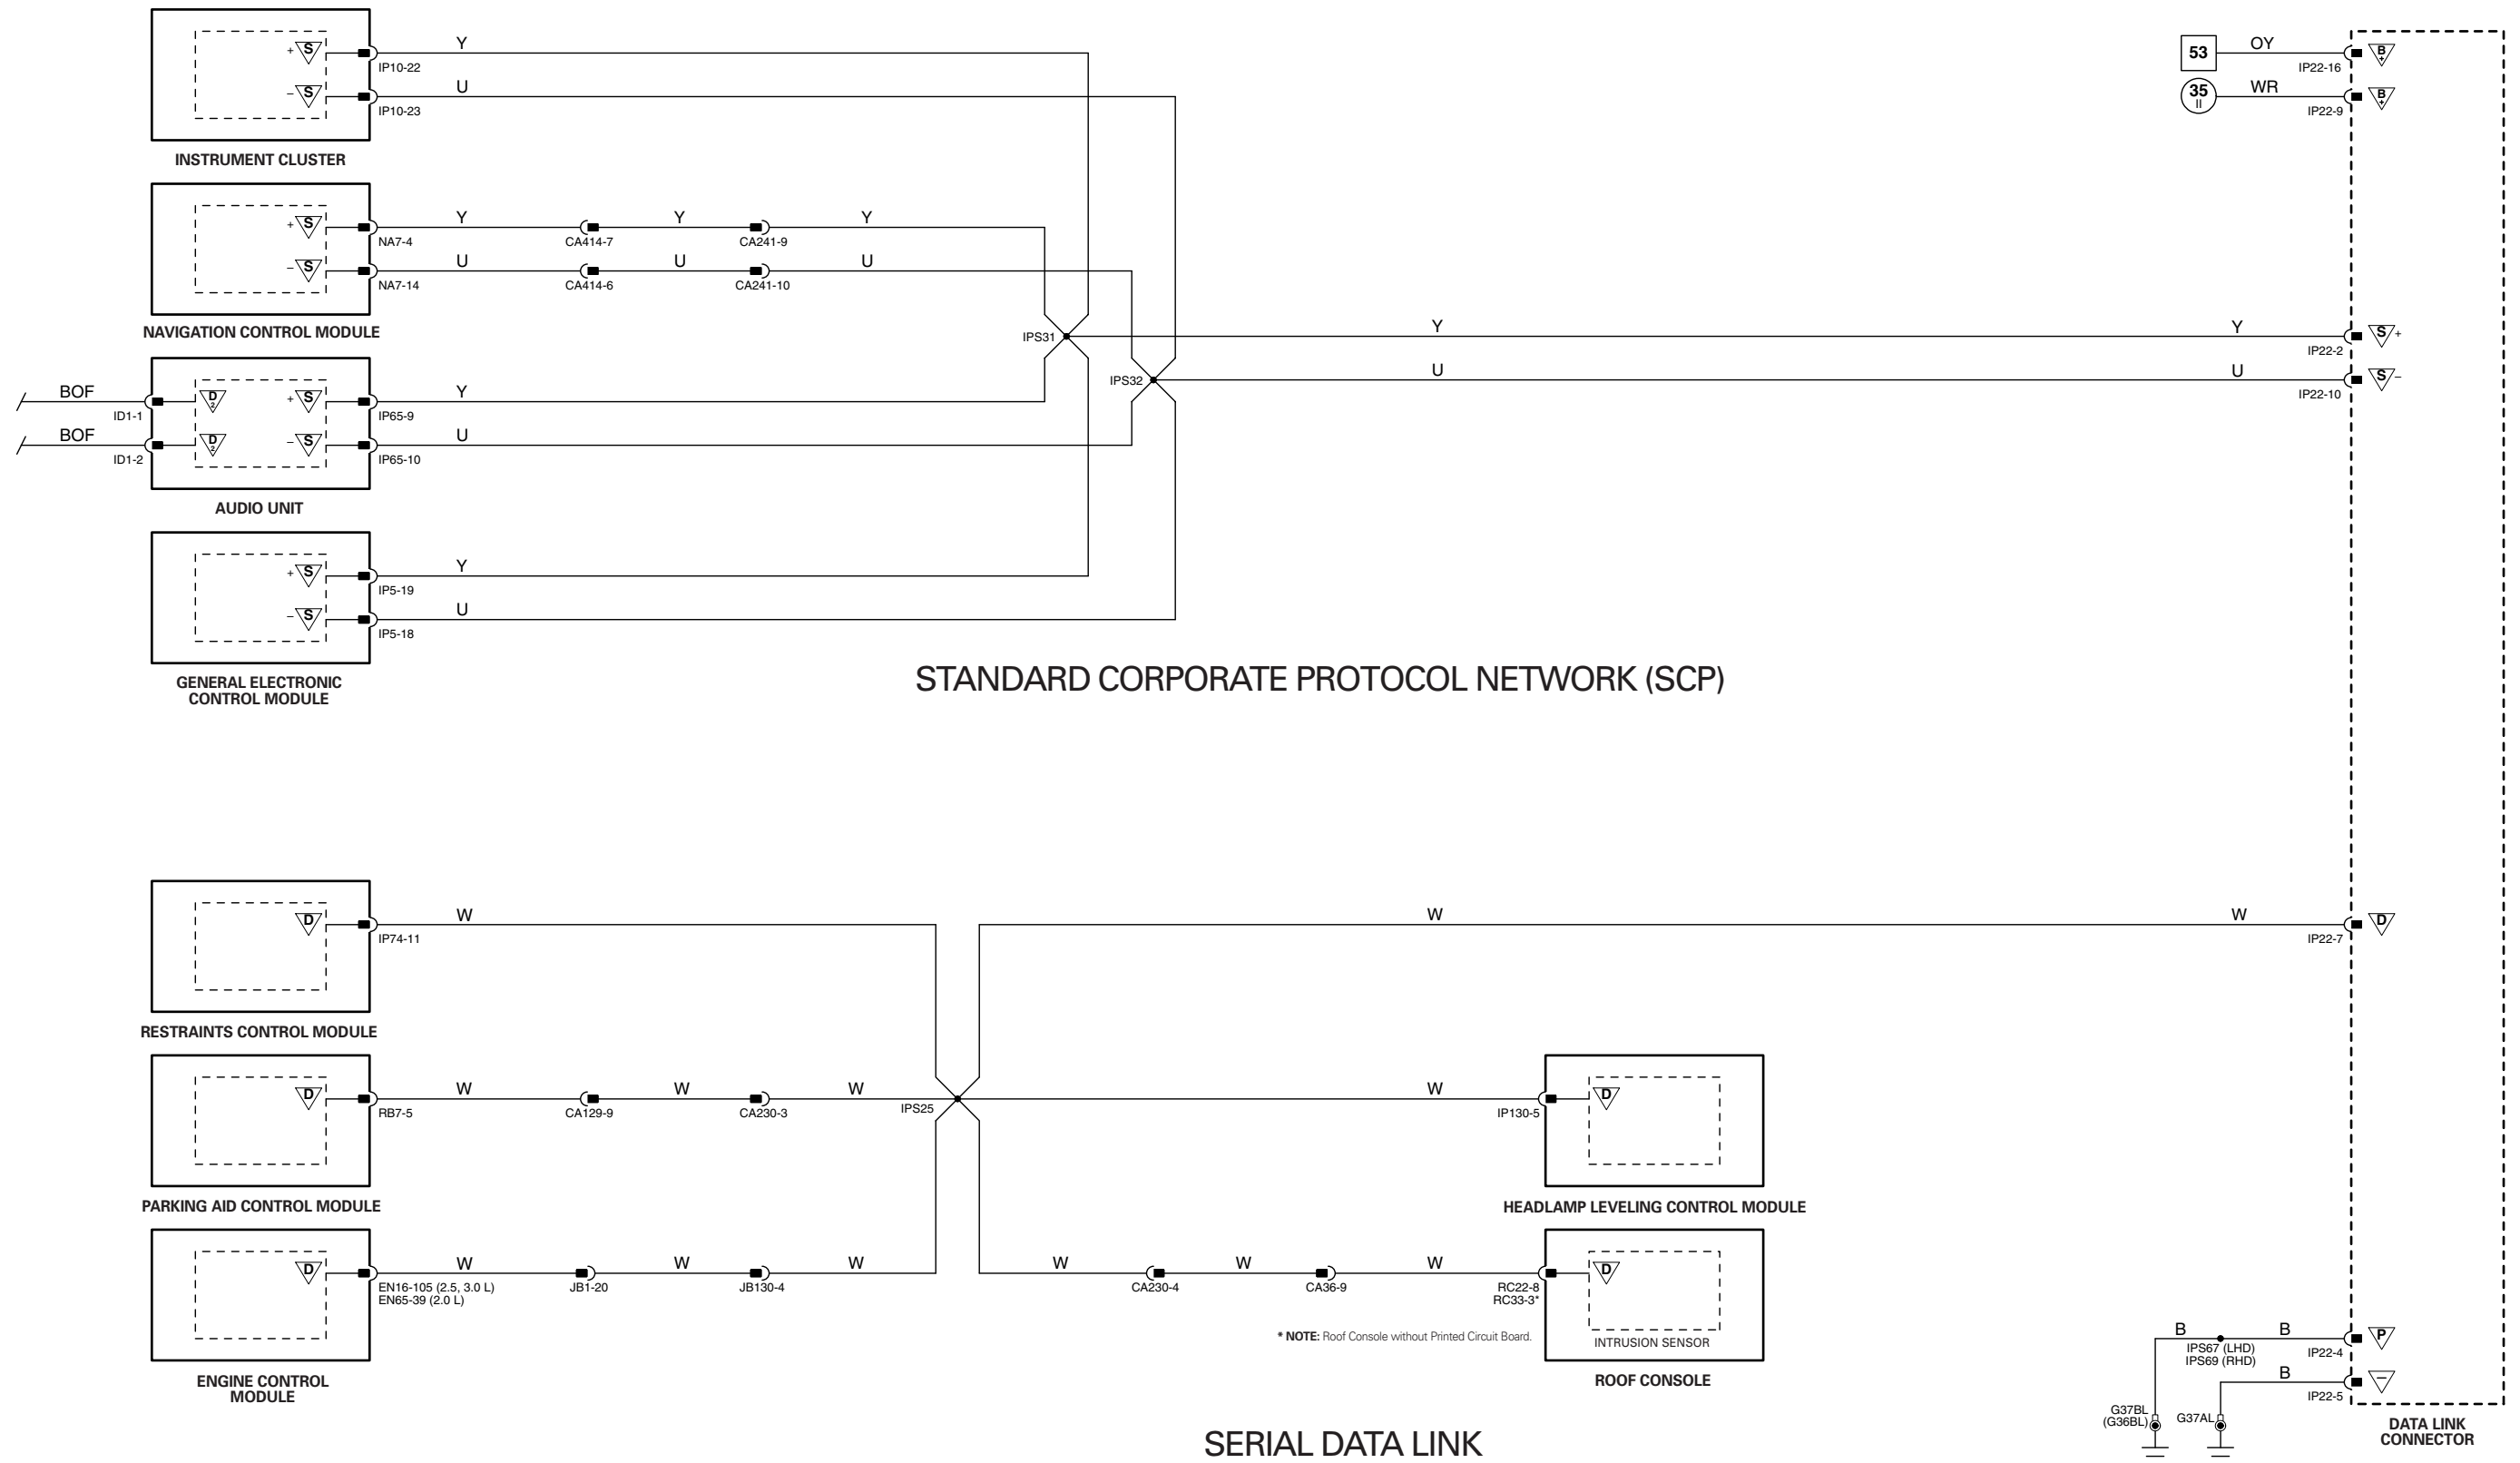 + S
Y
IP10-22
– S
U
IP10-23
INSTRUMENT CLUSTER
53
OY
IP22-16
B +
35 II
WR
IP22-9
B +
+ S
Y
Y
Y
NA7-4
CA414-7
CA241-9
– S
U
U
U
NA7-14
CA414-6
CA241-10
NAVIGATION CONTROL MODULE
IPS31
Y
Y
IP22-2
S +
IPS32
U
U
IP22-10
S –
BOF
ID1-1
D 2
+ S
Y
IP65-9
BOF
ID1-2
D 2
– S
U
IP65-10
AUDIO UNIT
+ S
Y
IP5-19
– S
U
IP5-18
GENERAL ELECTRONIC
CONTROL MODULE
STANDARD CORPORATE PROTOCOL NETWORK (SCP)
D
W
IP74-11
W
W
IP22-7
D
RESTRAINTS CONTROL MODULE
D
W
W
W
RB7-5
CA129-9
CA230-3
IPS25
W
IP130-5
D
PARKING AID CONTROL MODULE
HEADLAMP LEVELING CONTROL MODULE
D
W
W
W
EN16-105 (2.5, 3.0 L)
EN65-39 (2.0 L)
JB1-20
JB130-4
W
W
W
CA230-4
CA36-9
RC22-8
RC33-3*
D
* NOTE: Roof Console without Printed Circuit Board.
INTRUSION SENSOR
ENGINE CONTROL
MODULE
ROOF CONSOLE
B
B
IPS67 (LHD)
IPS69 (RHD)
IP22-4
P
B
IP22-5
–
G37BL
(G36BL)
G37AL
DATA LINK
CONNECTOR
SERIAL DATA LINK